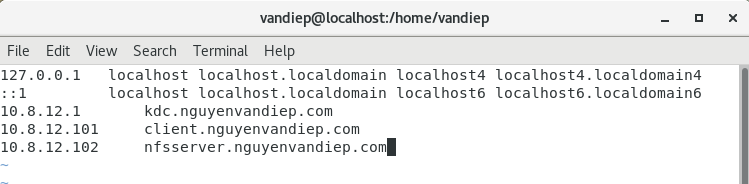 vandiep@localhost:/home/vandiep
File Edit View Search Terminal Help
127.0.0.1 localhost localhost.localdomain localhost4 localhost4.localdomain4
::1 localhost localhost.localdomain localhost6 localhost6.localdomain6
10.8.12.1 kdc.nguyenvandiep.com
10.8.12.101 client.nguyenvandiep.com
10.8.12.102 nfsserver.nguyenvandiep.com
~
~